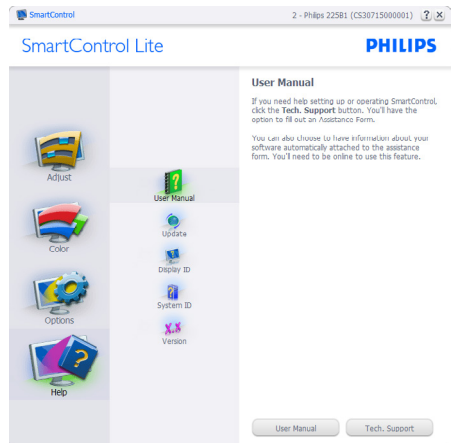 SmartControl
2 - Philips 225B1 (CS30715000001)
SmartControl Lite
PHILIPS
Adjust
Color
Options
Help
User Manual
Update
Display ID
System ID
X.X
Version
User Manual
If you need help setting up or operating SmartControl,
click the Tech. Support button. You'll have the
option to fill out an Assistance Form.
You can also choose to have information about your
software automatically attached to the assistance
form. You'll need to be online to use this feature.
User Manual
Tech. Support